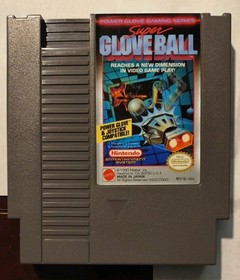 POWER GLOVE GAMING SERIES
Super
GLOVE BALL
REACHES A NEW DIMENSION
IN VIDEO GAME PLAY!
POWER GLOVE
& JOYSTICK
COMPATIBLE!
Nintendo
ENTERTAINMENT
SYSTEM
MADE IN JAPAN